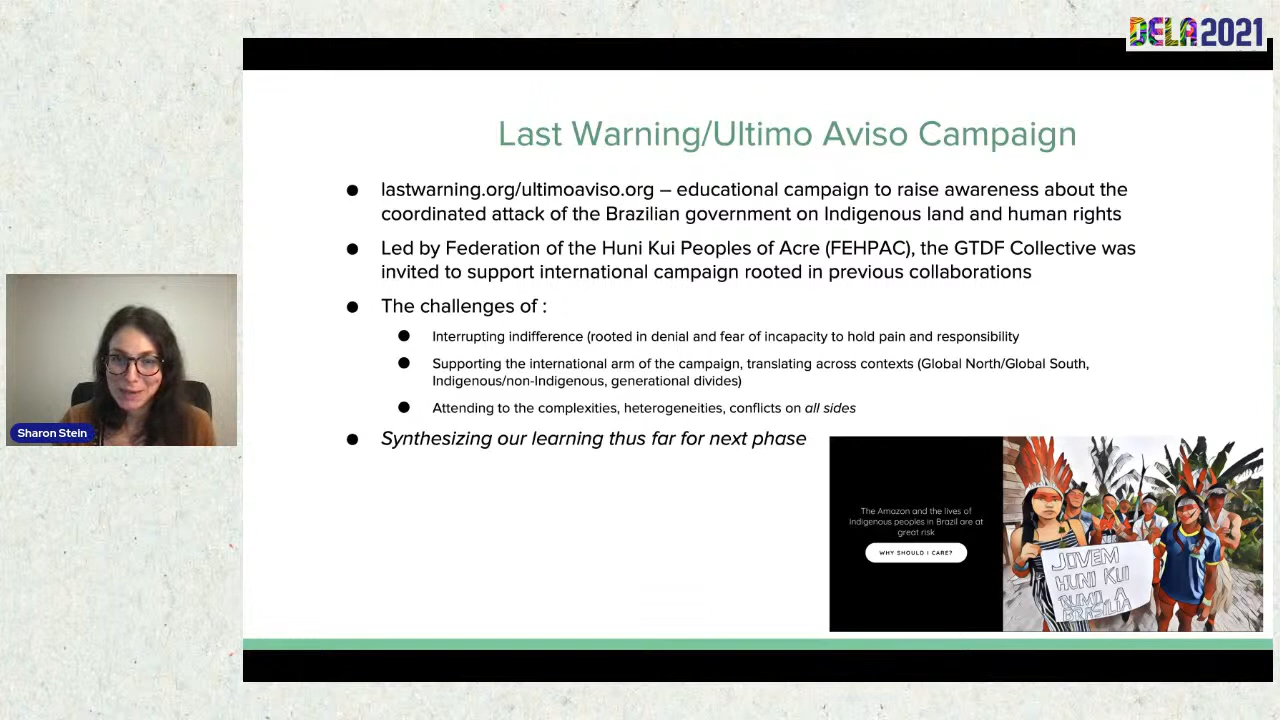 DELA 2021
Last Warning/Ultimo Aviso Campaign
lastwarning.org/ultimoaviso.org – educational campaign to raise awareness about the
coordinated attack of the Brazilian government on Indigenous land and human rights
Led by Federation of the Huni Kui Peoples of Acre (FEHPAC), the GTDF Collective was
invited to support international campaign rooted in previous collaborations
The challenges of :
Interrupting indifference (rooted in denial and fear of incapacity to hold pain and responsibility
Supporting the international arm of the campaign, translating across contexts (Global North/Global South,
Indigenous/non-Indigenous, generational divides)
Attending to the complexities, heterogeneities, conflicts on all sides
Synthesizing our learning thus far for next phase
Sharon Stein
The Amazon and the lives of
Indigenous peoples in Brazil are at
great risk
WHY SHOULD I CARE?
JOVEM
HUNI KUI
RUMO A
BRASÍLIA